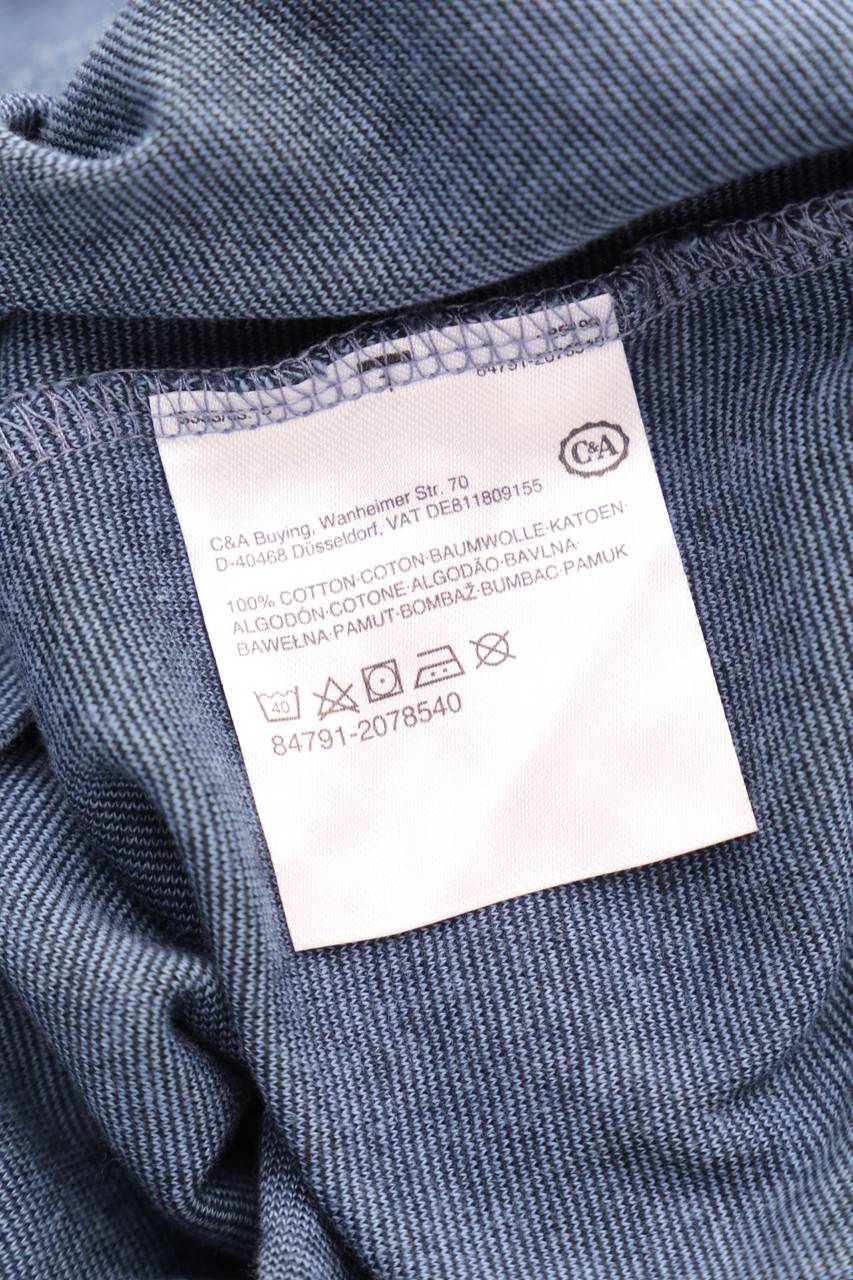 C&A
C&A Buying, Wanheimer Str. 70
D-40468 Düsseldorf, VAT DE811809155
100% COTTON·COTON·BAUMWOLLE·KATOEN·
ALGODÓN·COTONE·ALGODÃO·BAVLNA·
BAWEŁNA·PAMUT·BOMBAŽ·BUMBAC·PAMUK
40
84791-2078540